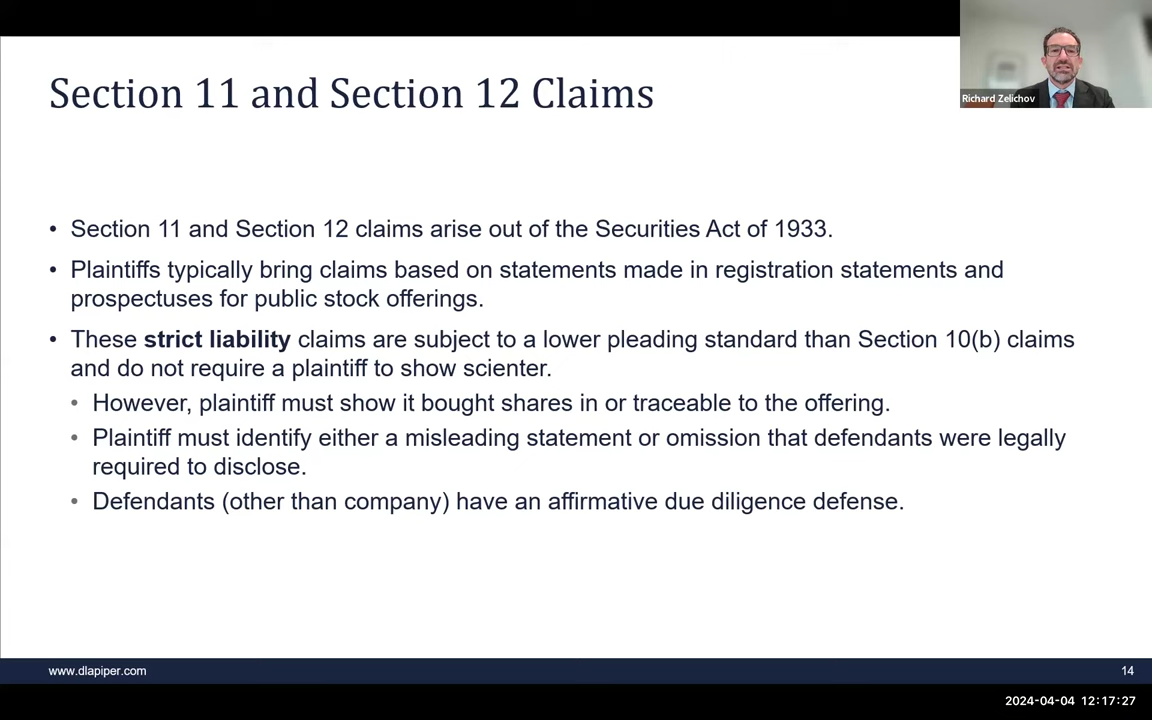 Section 11 and Section 12 Claims
Richard Zelichov
• Section 11 and Section 12 claims arise out of the Securities Act of 1933.
• Plaintiffs typically bring claims based on statements made in registration statements and
prospectuses for public stock offerings.
• These strict liability claims are subject to a lower pleading standard than Section 10(b) claims
and do not require a plaintiff to show scienter.
• However, plaintiff must show it bought shares in or traceable to the offering.
• Plaintiff must identify either a misleading statement or omission that defendants were legally
required to disclose.
• Defendants (other than company) have an affirmative due diligence defense.
www.dlapiper.com
14
2024-04-04 12:17:27